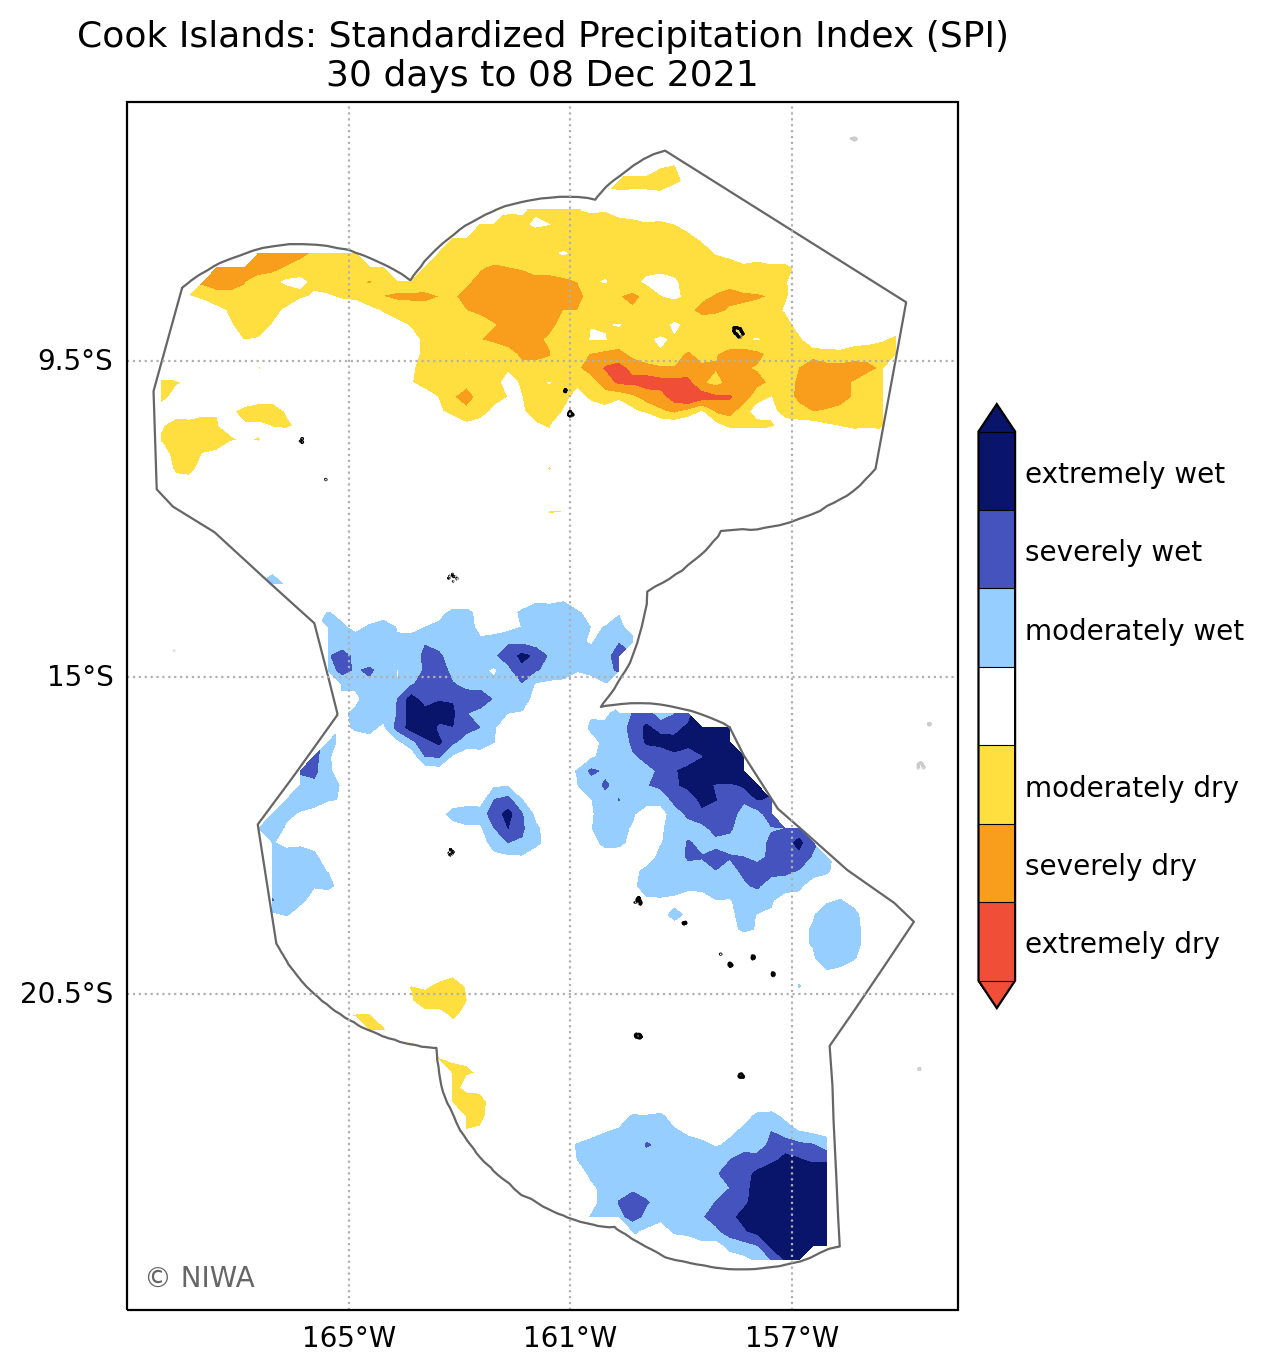 Cook Islands: Standardized Precipitation Index (SPI)
30 days to 08 Dec 2021
9.5°S
15°S
20.5°S
165°W
161°W
157°W
extremely wet
severely wet
moderately wet
moderately dry
severely dry
extremely dry
© NIWA